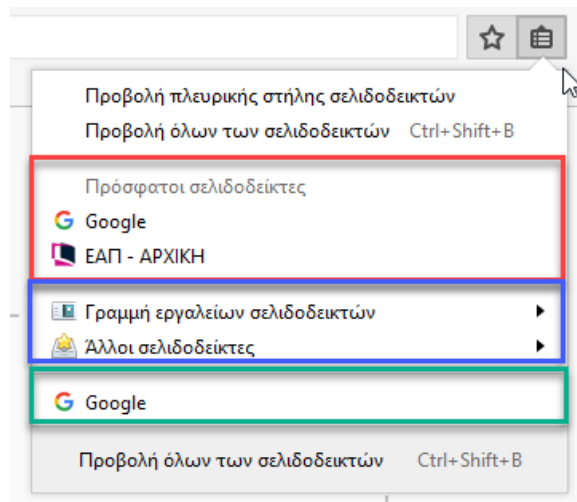 Προβολή πλευρικής στήλης σελιδοδεικτών
Προβολή όλων των σελιδοδεικτών Ctrl+Shift+B
Πρόσφατοι σελιδοδείκτες
Google
ΕΑΠ - ΑΡΧΙΚΗ
Γραμμή εργαλείων σελιδοδεικτών
Άλλοι σελιδοδείκτες
Google
Προβολή όλων των σελιδοδεικτών Ctrl+Shift+B